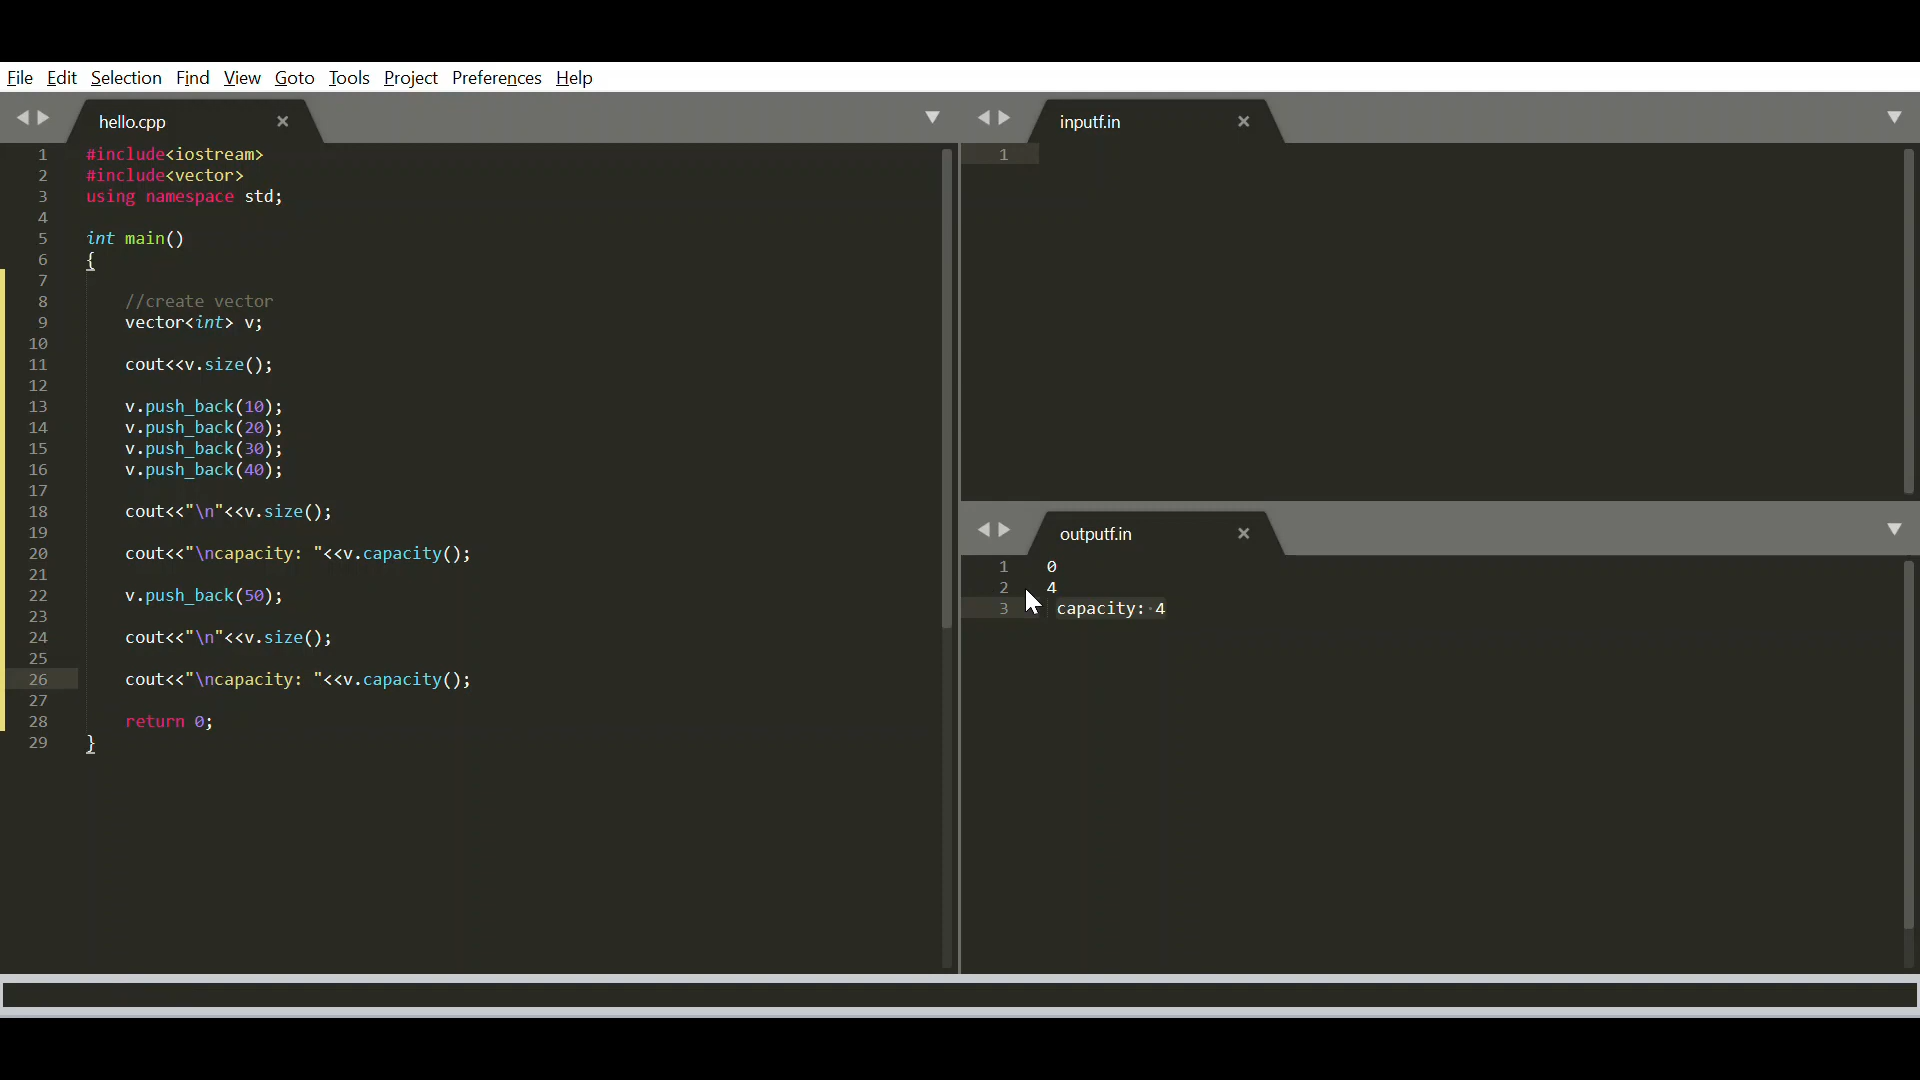 File Edit Selection Find View Goto Tools Project Preferences Help
hello.cpp
1 #include<iostream>
2 #include<vector>
3 using namespace std;
4
5 int main()
6 {
7
8 //create vector
9 vector<int> v;
10
11 cout<<v.size();
12
13 v.push_back(10);
14 v.push_back(20);
15 v.push_back(30);
16 v.push_back(40);
17
18 cout<<"\n"<<v.size();
19
20 cout<<"\ncapacity: "<<v.capacity();
21
22 v.push_back(50);
23
24 cout<<"\n"<<v.size();
25
26 cout<<"\ncapacity: "<<v.capacity();
27
28 return 0;
29 }
inputf.in
1
outputf.in
1 0
2 4
3 capacity: 4